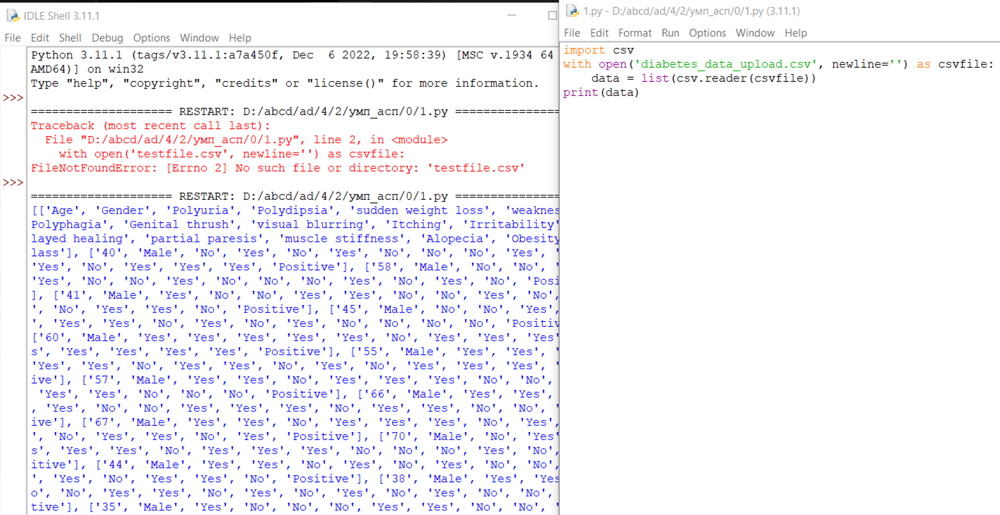 IDLE Shell 3.11.1
File Edit Shell Debug Options Window Help
Python 3.11.1 (tags/v3.11.1:a7a450f, Dec  6 2022, 19:58:39) [MSC v.1934 64
AMD64)] on win32
Type "help", "copyright", "credits" or "license()" for more information.
>>>
==================== RESTART: D:/abcd/ad/4/2/умп_асп/0/1.py ===============
Traceback (most recent call last):
  File "D:/abcd/ad/4/2/умп_асп/0/1.py", line 2, in <module>
    with open('testfile.csv', newline='') as csvfile:
FileNotFoundError: [Errno 2] No such file or directory: 'testfile.csv'
>>>
==================== RESTART: D:/abcd/ad/4/2/умп_асп/0/1.py ===============
[['Age', 'Gender', 'Polyuria', 'Polydipsia', 'sudden weight loss', 'weaknes
Polyphagia', 'Genital thrush', 'visual blurring', 'Itching', 'Irritability'
layed healing', 'partial paresis', 'muscle stiffness', 'Alopecia', 'Obesity
lass'], ['40', 'Male', 'No', 'Yes', 'No', 'Yes', 'No', 'No', 'No', 'Yes', '
'Yes', 'No', 'Yes', 'Yes', 'Yes', 'Positive'], ['58', 'Male', 'No', 'No', '
'Yes', 'No', 'No', 'Yes', 'No', 'No', 'No', 'Yes', 'No', 'Yes', 'No', 'Posi
], ['41', 'Male', 'Yes', 'No', 'No', 'Yes', 'Yes', 'No', 'No', 'Yes', 'No',
', 'No', 'Yes', 'Yes', 'No', 'Positive'], ['45', 'Male', 'No', 'No', 'Yes',
', 'Yes', 'Yes', 'No', 'Yes', 'No', 'Yes', 'No', 'No', 'No', 'No', 'Positiv
['60', 'Male', 'Yes', 'Yes', 'Yes', 'Yes', 'Yes', 'No', 'Yes', 'Yes', 'Yes'
s', 'Yes', 'Yes', 'Yes', 'Yes', 'Positive'], ['55', 'Male', 'Yes', 'Yes', '
'Yes', 'Yes', 'No', 'Yes', 'Yes', 'No', 'Yes', 'No', 'Yes', 'Yes', 'Yes', '
ive'], ['57', 'Male', 'Yes', 'Yes', 'No', 'Yes', 'Yes', 'Yes', 'No', 'No', 
 'Yes', 'Yes', 'No', 'No', 'No', 'Positive'], ['66', 'Male', 'Yes', 'Yes', 
, 'Yes', 'No', 'No', 'Yes', 'Yes', 'Yes', 'No', 'Yes', 'Yes', 'No', 'No', '
ive'], ['67', 'Male', 'Yes', 'Yes', 'No', 'Yes', 'Yes', 'Yes', 'No', 'Yes',
', 'No', 'Yes', 'Yes', 'No', 'Yes', 'Positive'], ['70', 'Male', 'No', 'Yes'
s', 'Yes', 'Yes', 'No', 'Yes', 'Yes', 'Yes', 'No', 'No', 'No', 'Yes', 'No',
itive'], ['44', 'Male', 'Yes', 'Yes', 'No', 'Yes', 'No', 'Yes', 'No', 'No',
', 'Yes', 'No', 'Yes', 'Yes', 'No', 'Positive'], ['38', 'Male', 'Yes', 'Yes
o', 'No', 'Yes', 'Yes', 'No', 'Yes', 'No', 'Yes', 'No', 'Yes', 'No', 'No', '
tive'], ['35', 'Male', 'Yes', 'No', 'No', 'No', 'Yes', 'Yes', 'No', 'No', '
1.py - D:/abcd/ad/4/2/умп_асп/0/1.py (3.11.1)
File Edit Format Run Options Window Help
import csv
with open('diabetes_data_upload.csv', newline='') as csvfile:
    data = list(csv.reader(csvfile))
print(data)